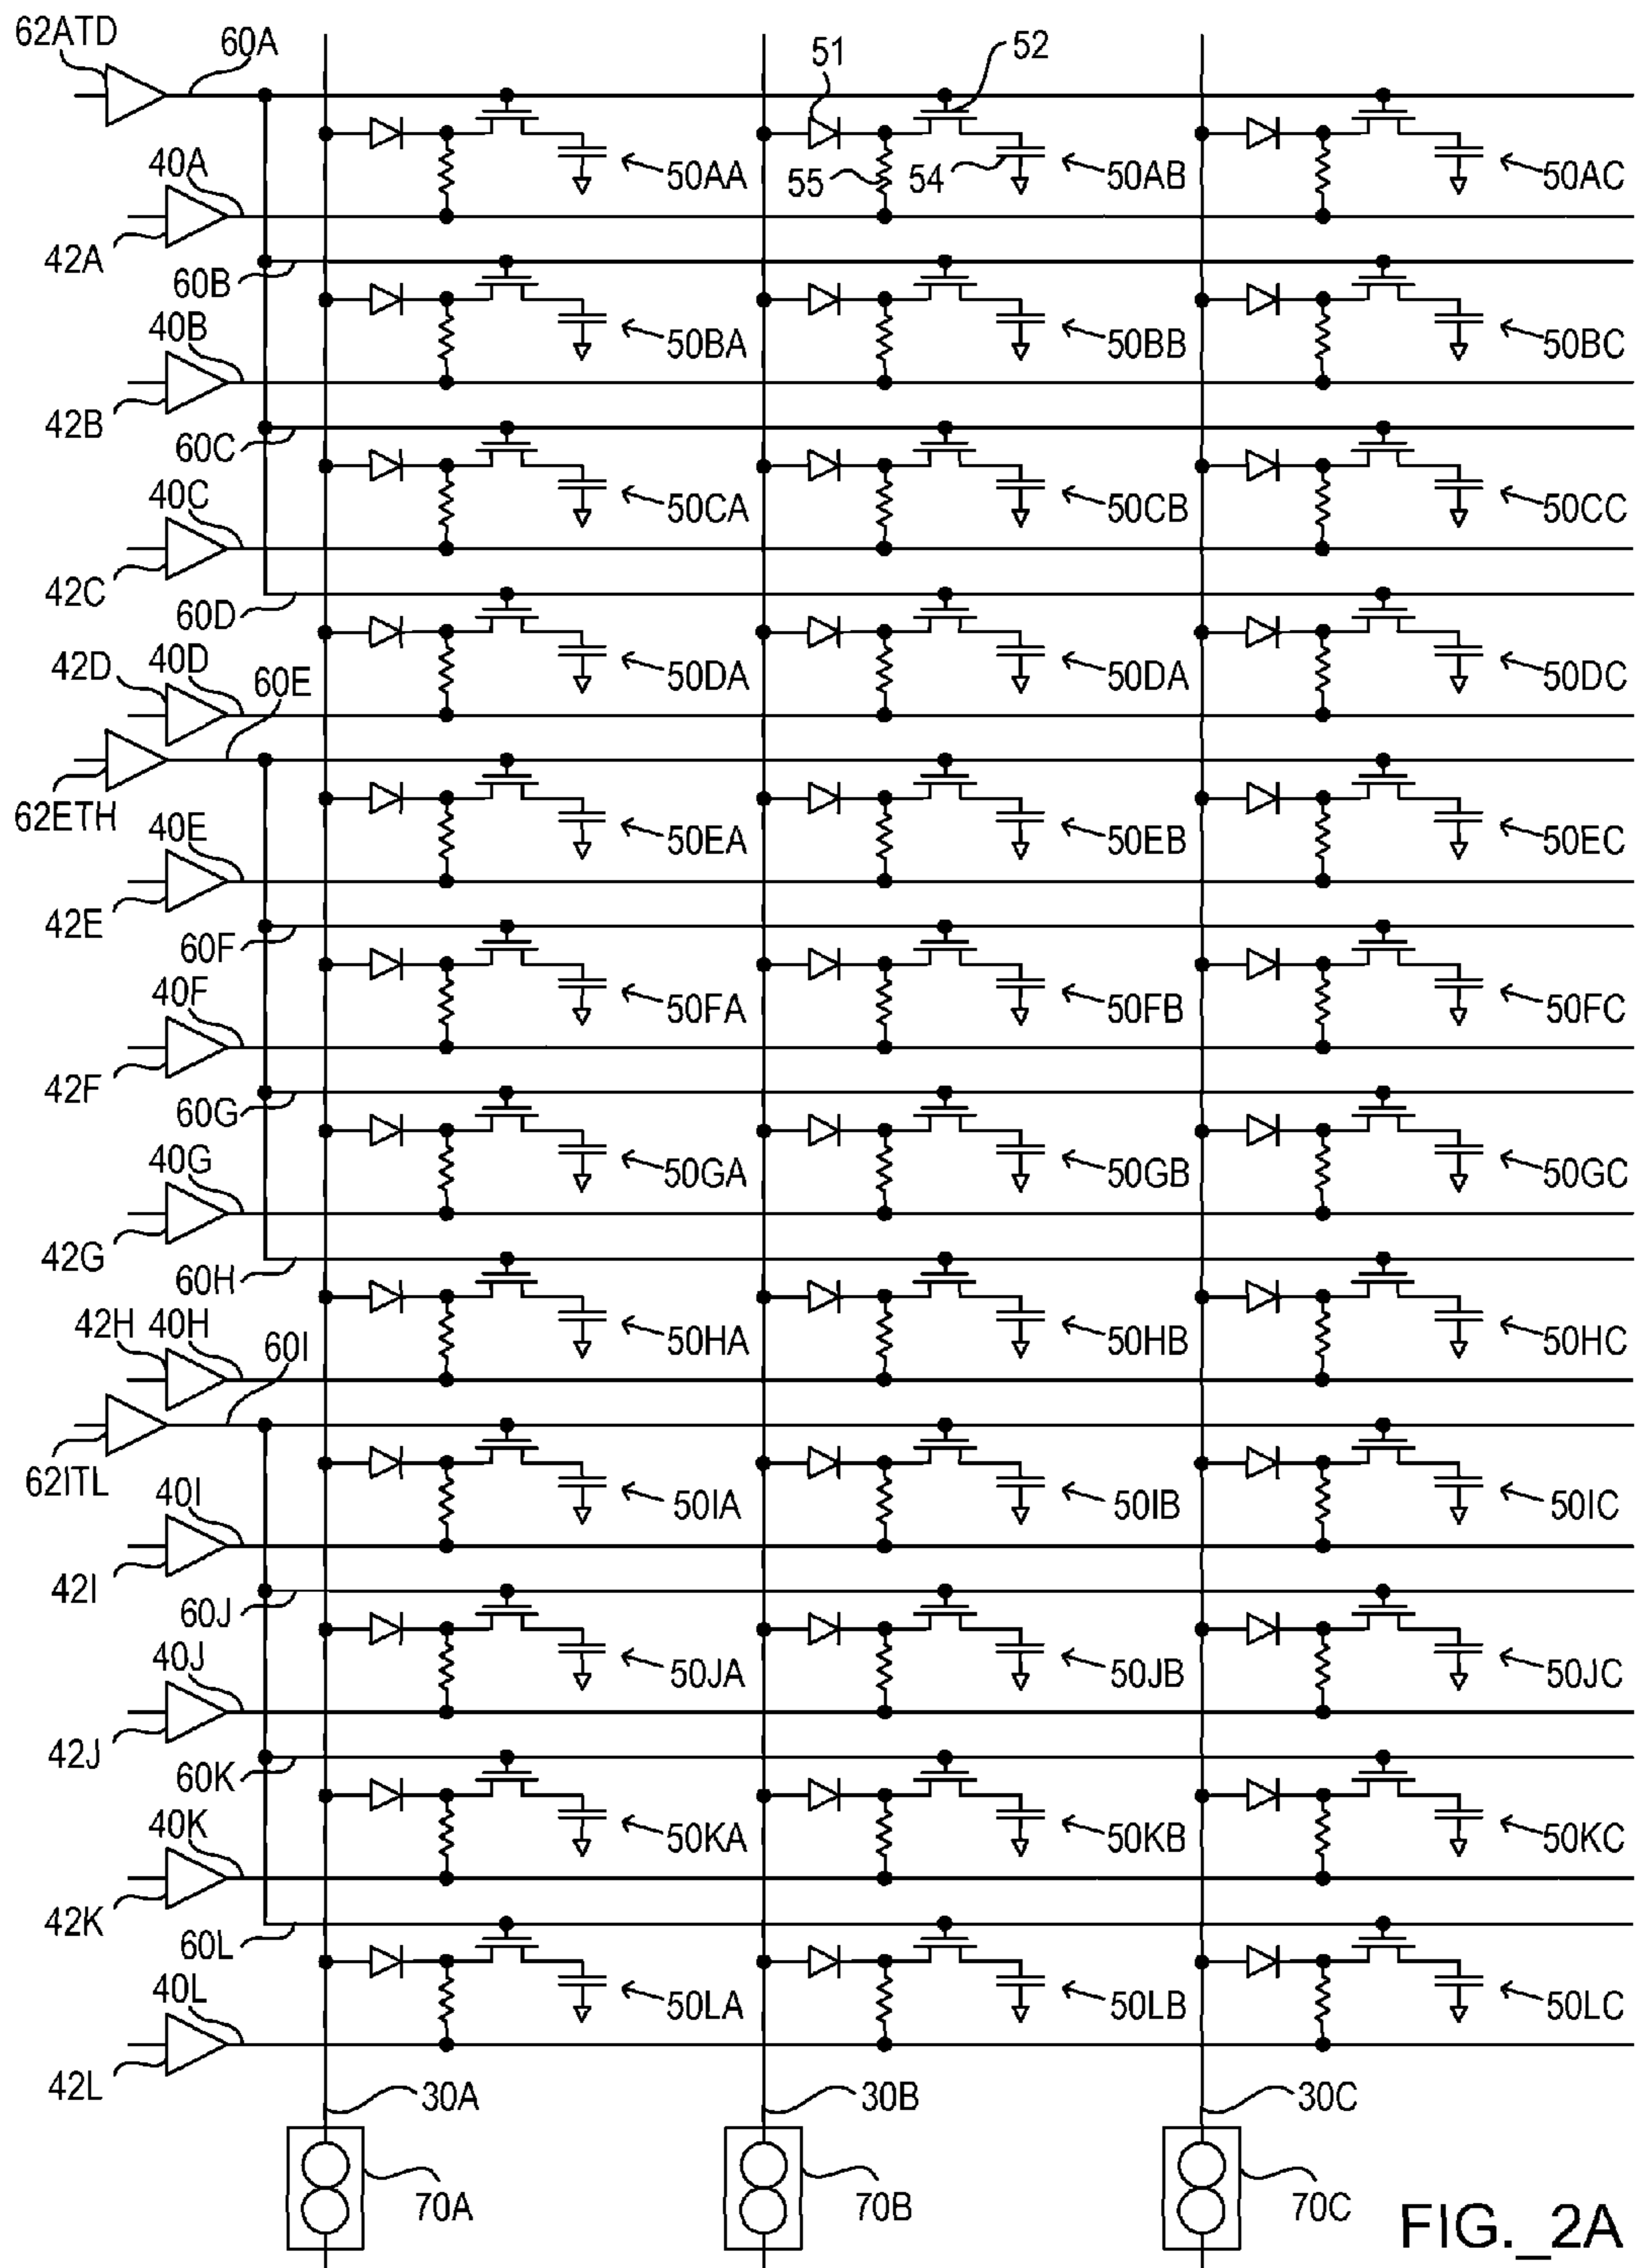 62ATD 60A 51 52
40A 50AA 55 54 50AB 50AC
42A
60B
40B 50BA 50BB 50BC
42B
60C
40C 50CA 50CB 50CC
42C
60D
42D 40D 60E 50DA 50DA 50DC
62ETH 40E 50EA 50EB 50EC
42E
60F
40F 50FA 50FB 50FC
42F
60G
40G 50GA 50GB 50GC
42G
60H
42H 40H 60I 50HA 50HB 50HC
62ITL 40I 50IA 50IB 50IC
42I
60J
40J 50JA 50JB 50JC
42J
60K
40K 50KA 50KB 50KC
42K
60L
40L 50LA 50LB 50LC
42L
30A 30B 30C
70A 70B 70C
FIG._2A